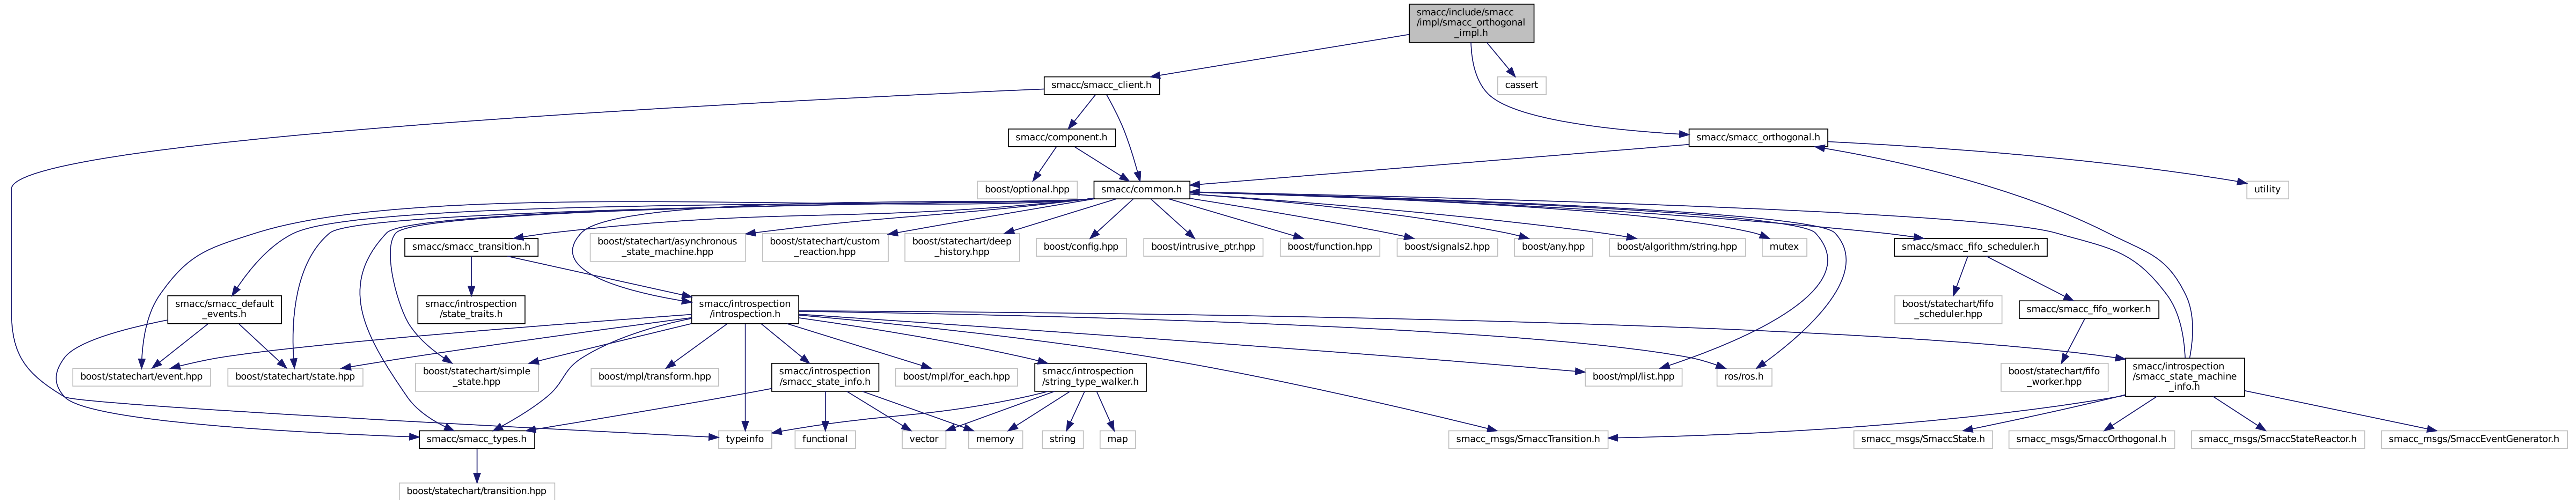 smacc/include/smacc
/impl/smacc_orthogonal
_impl.h
smacc/smacc_client.h
cassert
smacc/component.h
smacc/smacc_orthogonal.h
boost/optional.hpp
smacc/common.h
utility
smacc/smacc_transition.h
boost/statechart/asynchronous
_state_machine.hpp
boost/statechart/custom
_reaction.hpp
boost/statechart/deep
_history.hpp
boost/config.hpp
boost/intrusive_ptr.hpp
boost/function.hpp
boost/signals2.hpp
boost/any.hpp
boost/algorithm/string.hpp
mutex
smacc/smacc_fifo_scheduler.h
smacc/smacc_default
_events.h
smacc/introspection
/state_traits.h
smacc/introspection
/introspection.h
boost/statechart/fifo
_scheduler.hpp
smacc/smacc_fifo_worker.h
boost/statechart/event.hpp
boost/statechart/state.hpp
boost/statechart/simple
_state.hpp
boost/mpl/transform.hpp
smacc/introspection
/smacc_state_info.h
boost/mpl/for_each.hpp
smacc/introspection
/string_type_walker.h
boost/mpl/list.hpp
ros/ros.h
boost/statechart/fifo
_worker.hpp
smacc/introspection
/smacc_state_machine
_info.h
smacc/smacc_types.h
typeinfo
functional
vector
memory
string
map
smacc_msgs/SmaccTransition.h
smacc_msgs/SmaccState.h
smacc_msgs/SmaccOrthogonal.h
smacc_msgs/SmaccStateReactor.h
smacc_msgs/SmaccEventGenerator.h
boost/statechart/transition.hpp